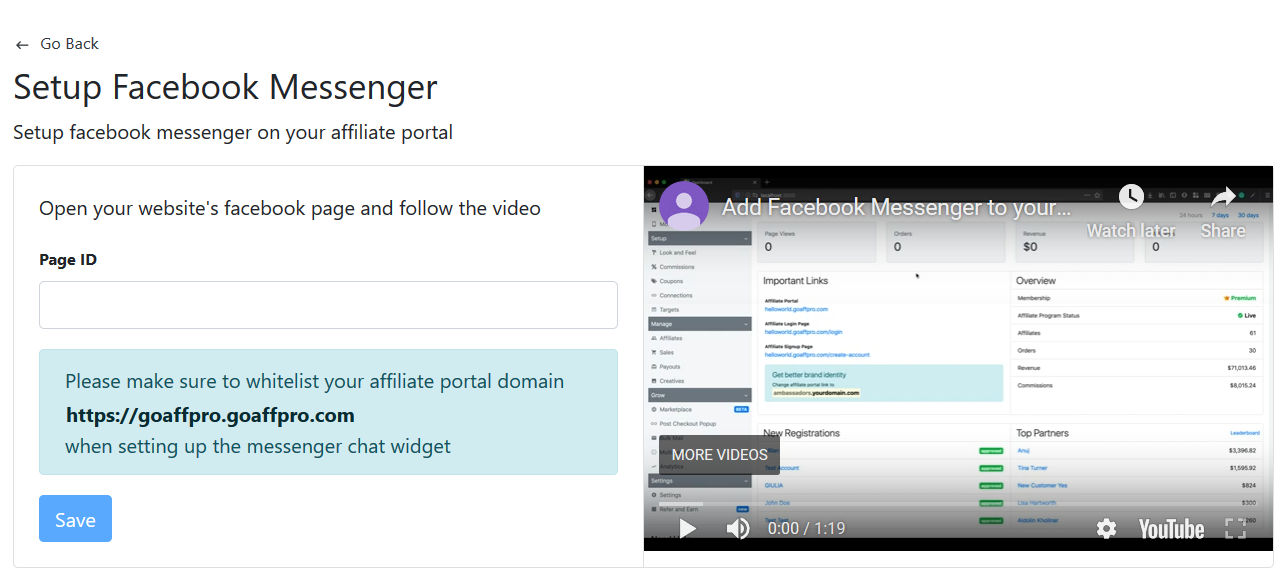 ← Go Back
Setup Facebook Messenger
Setup facebook messenger on your affiliate portal
Open your website's facebook page and follow the video
Page ID
Please make sure to whitelist your affiliate portal domain
https://goaffpro.goaffpro.com
when setting up the messenger chat widget
Save
Add Facebook Messenger to your...
Watch later
Share
24 hours 7 days 30 days
Page Views
0
Orders
0
Revenue
$0
0
Setup
Look and Feel
Commissions
Coupons
Connections
Targets
Manage
Affiliates
Sales
Payouts
Creatives
Grow
Marketplace BETA
Post Checkout Popup
Analytics
Settings
Settings
Refer and Earn new
Important Links
Affiliate Portal
helloworld.goaffpro.com
Affiliate Login Page
helloworld.goaffpro.com/login
Affiliate Signup Page
helloworld.goaffpro.com/create-account
Get better brand identity
Change affiliate portal link to
ambassadors.yourdomain.com
Overview
Membership Premium
Affiliate Program Status Live
Affiliates 61
Orders 30
Revenue $71,013.46
Commissions $8,015.24
New Registrations
approved
Test Account approved
GIULIA approved
John Doe approved
approved
Top Partners Leaderboard
Anuj $3,396.82
Tina Turner $1,595.92
New Customer Yes $824
Lisa Hartworth $300
$260
MORE VIDEOS
0:00 / 1:19
YouTube